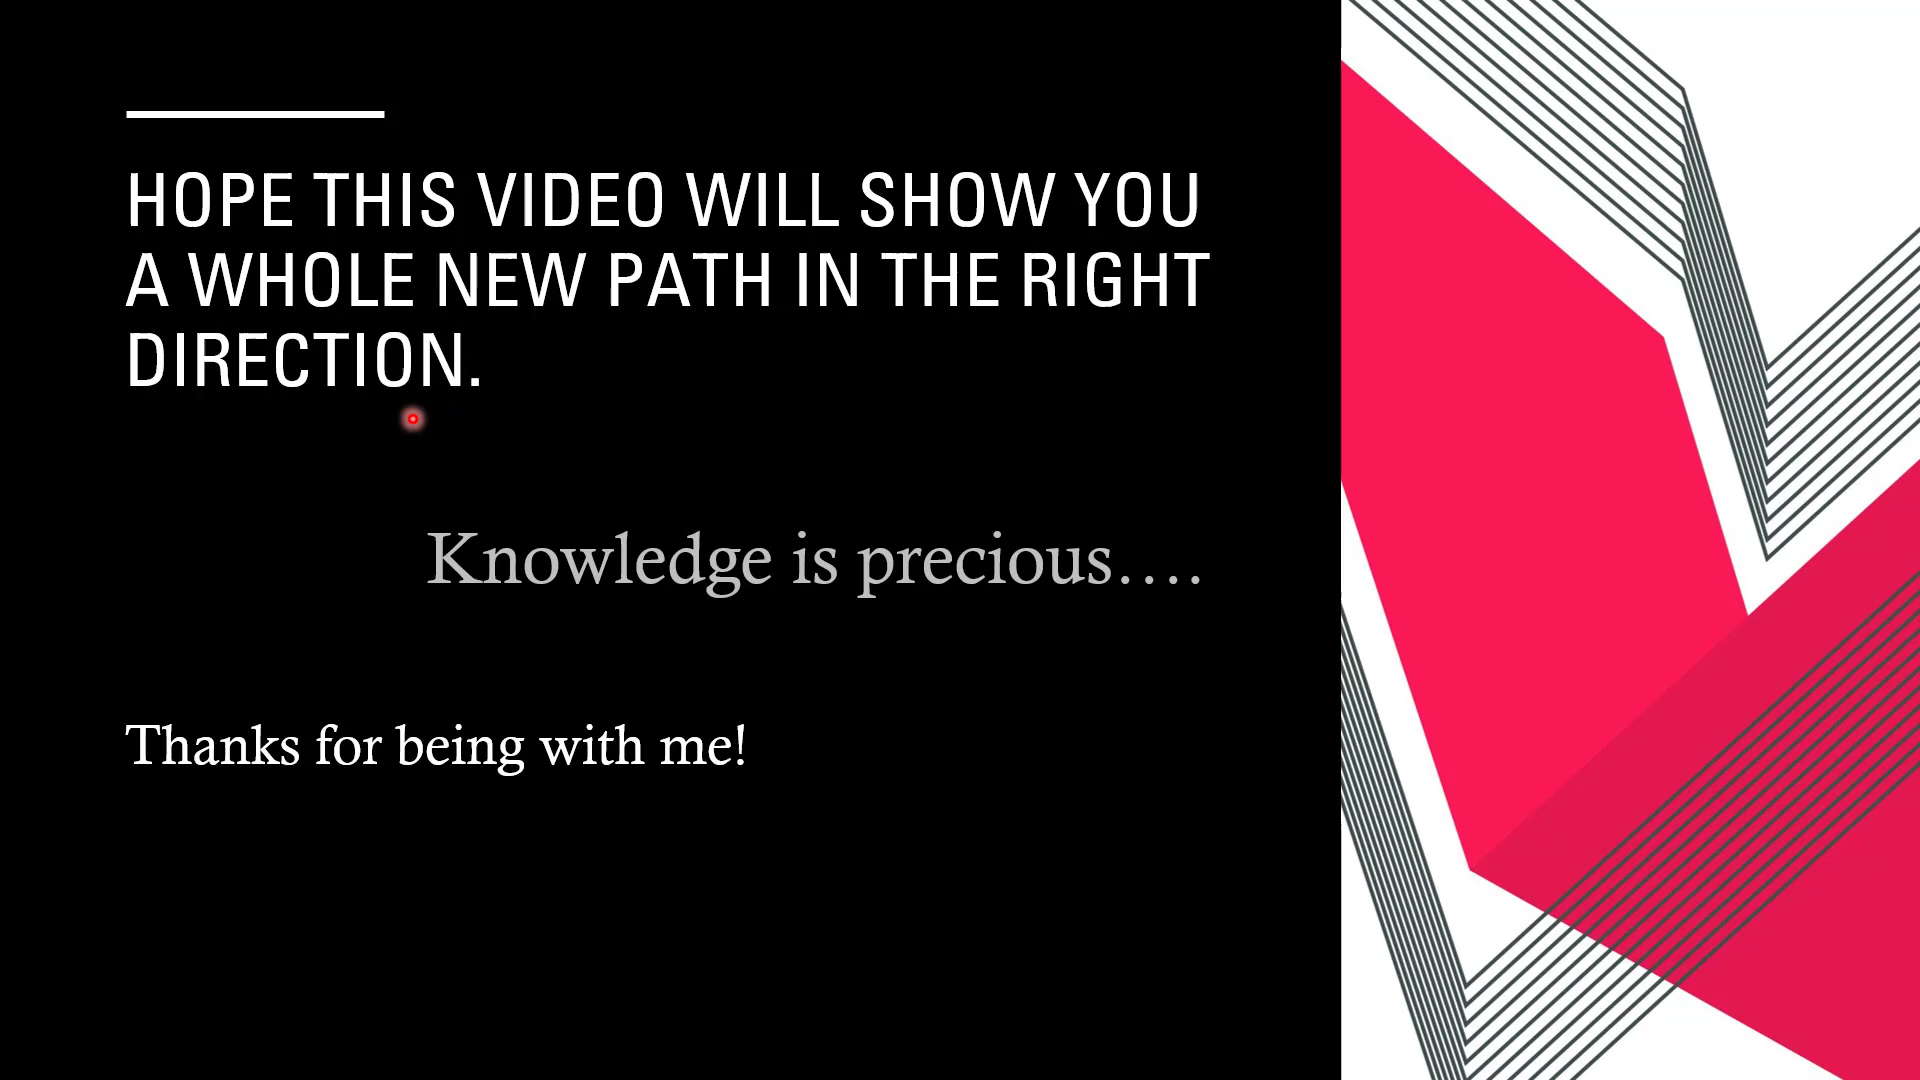 HOPE THIS VIDEO WILL SHOW YOU
A WHOLE NEW PATH IN THE RIGHT
DIRECTION.
Knowledge is precious….
Thanks for being with me!